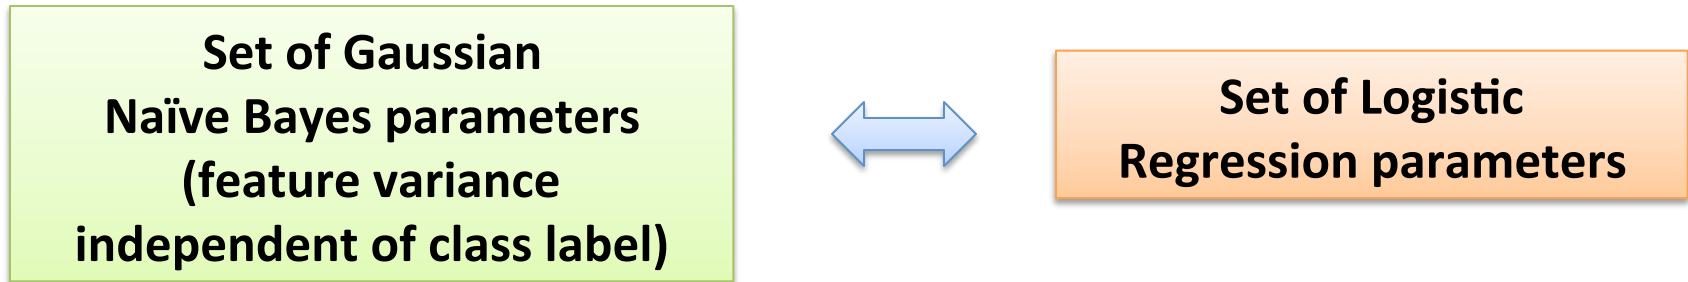 Set of Gaussian
Naïve Bayes parameters
(feature variance
independent of class label)
Set of Logistic
Regression parameters